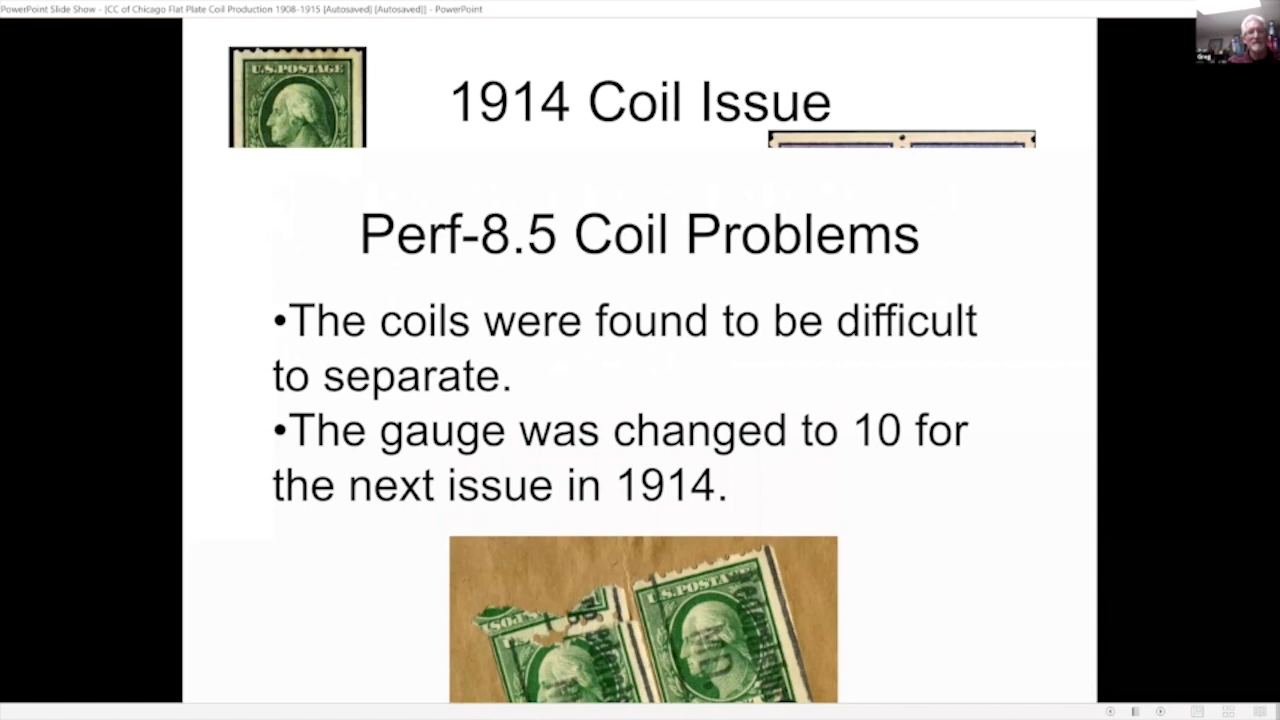 PowerPoint Slide Show - [CC of Chicago Flat Plate Coil Production 1908-1915 [Autosaved] [Autosaved]] - PowerPoint
Greg
U.S.POSTAGE
1914 Coil Issue
Perf-8.5 Coil Problems
•The coils were found to be difficult
to separate.
•The gauge was changed to 10 for
the next issue in 1914.
U.S.POSTA